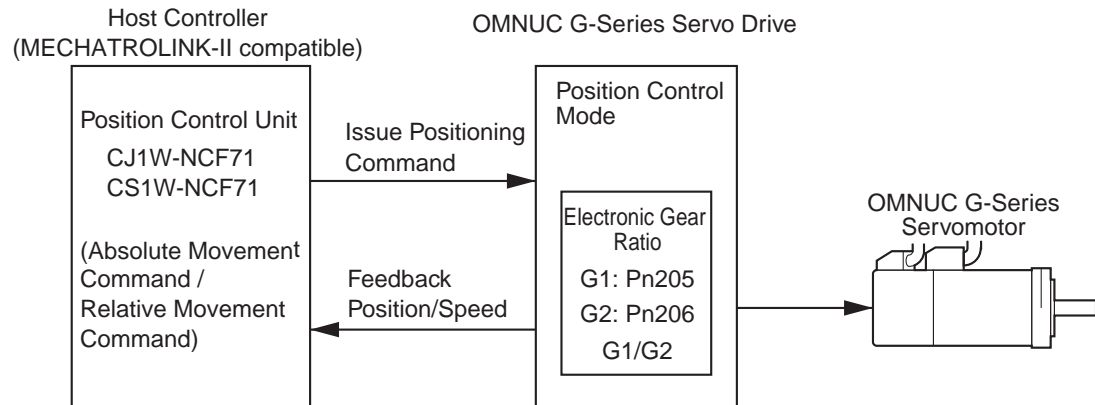 Host Controller
(MECHATROLINK-II compatible)
OMNUC G-Series Servo Drive
Position Control Unit
CJ1W-NCF71
CS1W-NCF71
(Absolute Movement
Command /
Relative Movement
Command)
Issue Positioning
Command
Feedback
Position/Speed
Position Control
Mode
Electronic Gear
Ratio
G1: Pn205
G2: Pn206
G1/G2
OMNUC G-Series
Servomotor